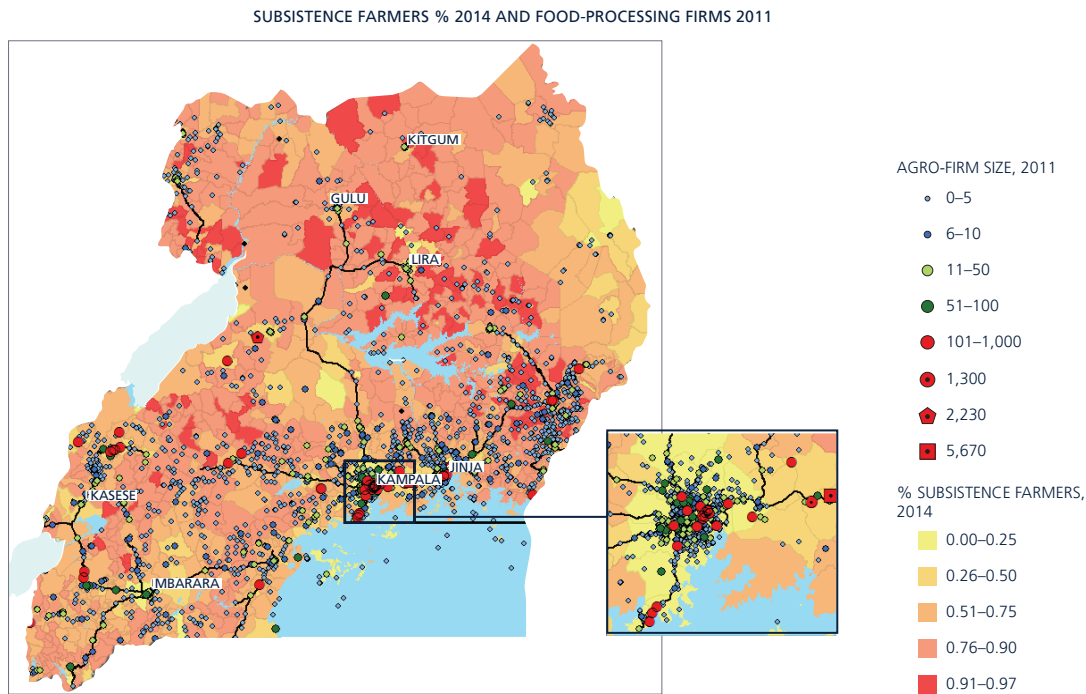 SUBSISTENCE FARMERS % 2014 AND FOOD-PROCESSING FIRMS 2011
KITGUM
GULU
LIRA
JINJA
KAMPALA
KASESE
MBARARA
AGRO-FIRM SIZE, 2011
0–5
6–10
11–50
51–100
101–1,000
1,300
2,230
5,670
% SUBSISTENCE FARMERS,
2014
0.00–0.25
0.26–0.50
0.51–0.75
0.76–0.90
0.91–0.97